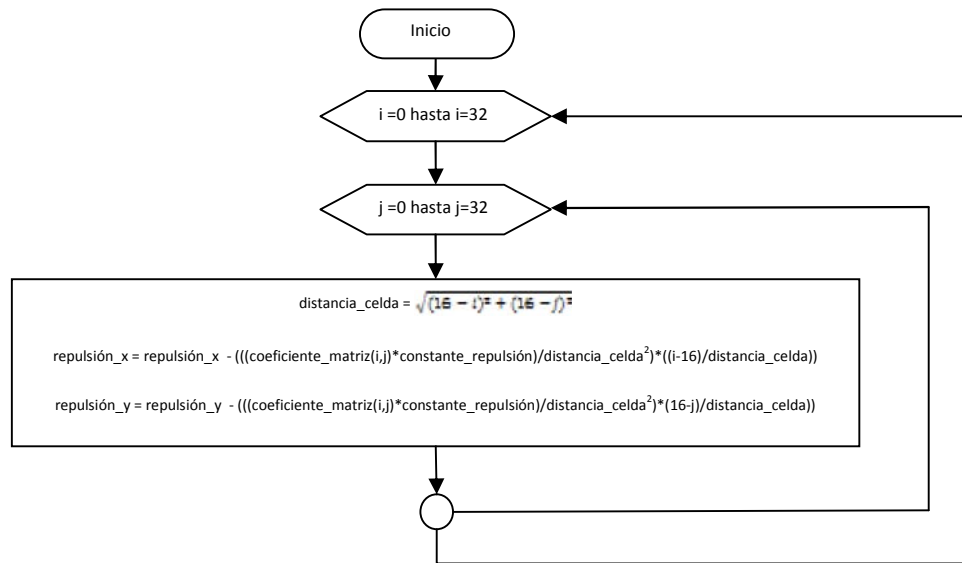 Inicio
i =0 hasta i=32
j =0 hasta j=32
distancia_celda = √(16 − i)² + (16 − j)²
repulsión_x = repulsión_x - (((coeficiente_matriz(i,j)*constante_repulsión)/distancia_celda²)*((i-16)/distancia_celda))
repulsión_y = repulsión_y - (((coeficiente_matriz(i,j)*constante_repulsión)/distancia_celda²)*(16-j)/distancia_celda))